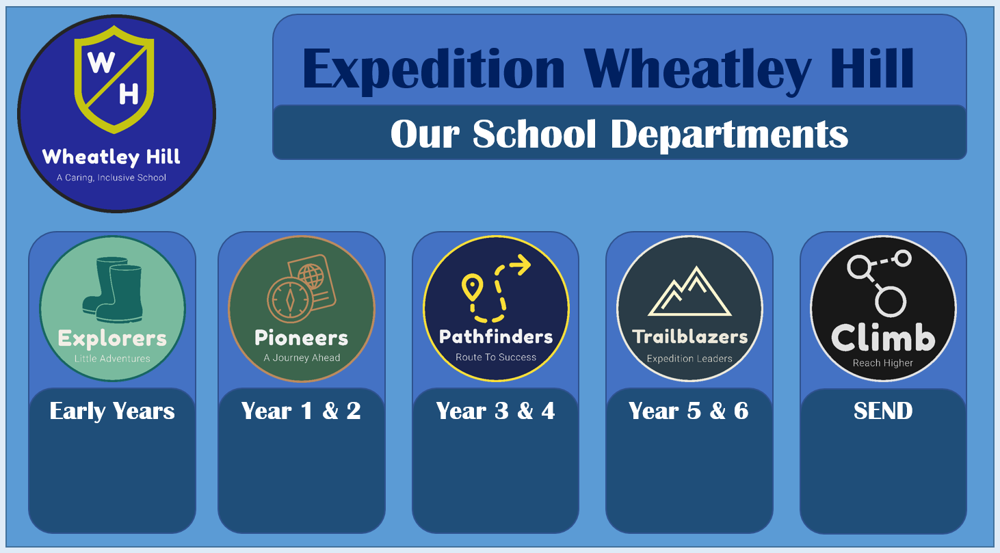 W
H
Wheatley Hill
A Caring, Inclusive School
Expedition Wheatley Hill
Our School Departments
Explorers
Little Adventures
Early Years
Pioneers
A Journey Ahead
Year 1 & 2
Pathfinders
Route To Success
Year 3 & 4
Trailblazers
Expedition Leaders
Year 5 & 6
Climb
Reach Higher
SEND